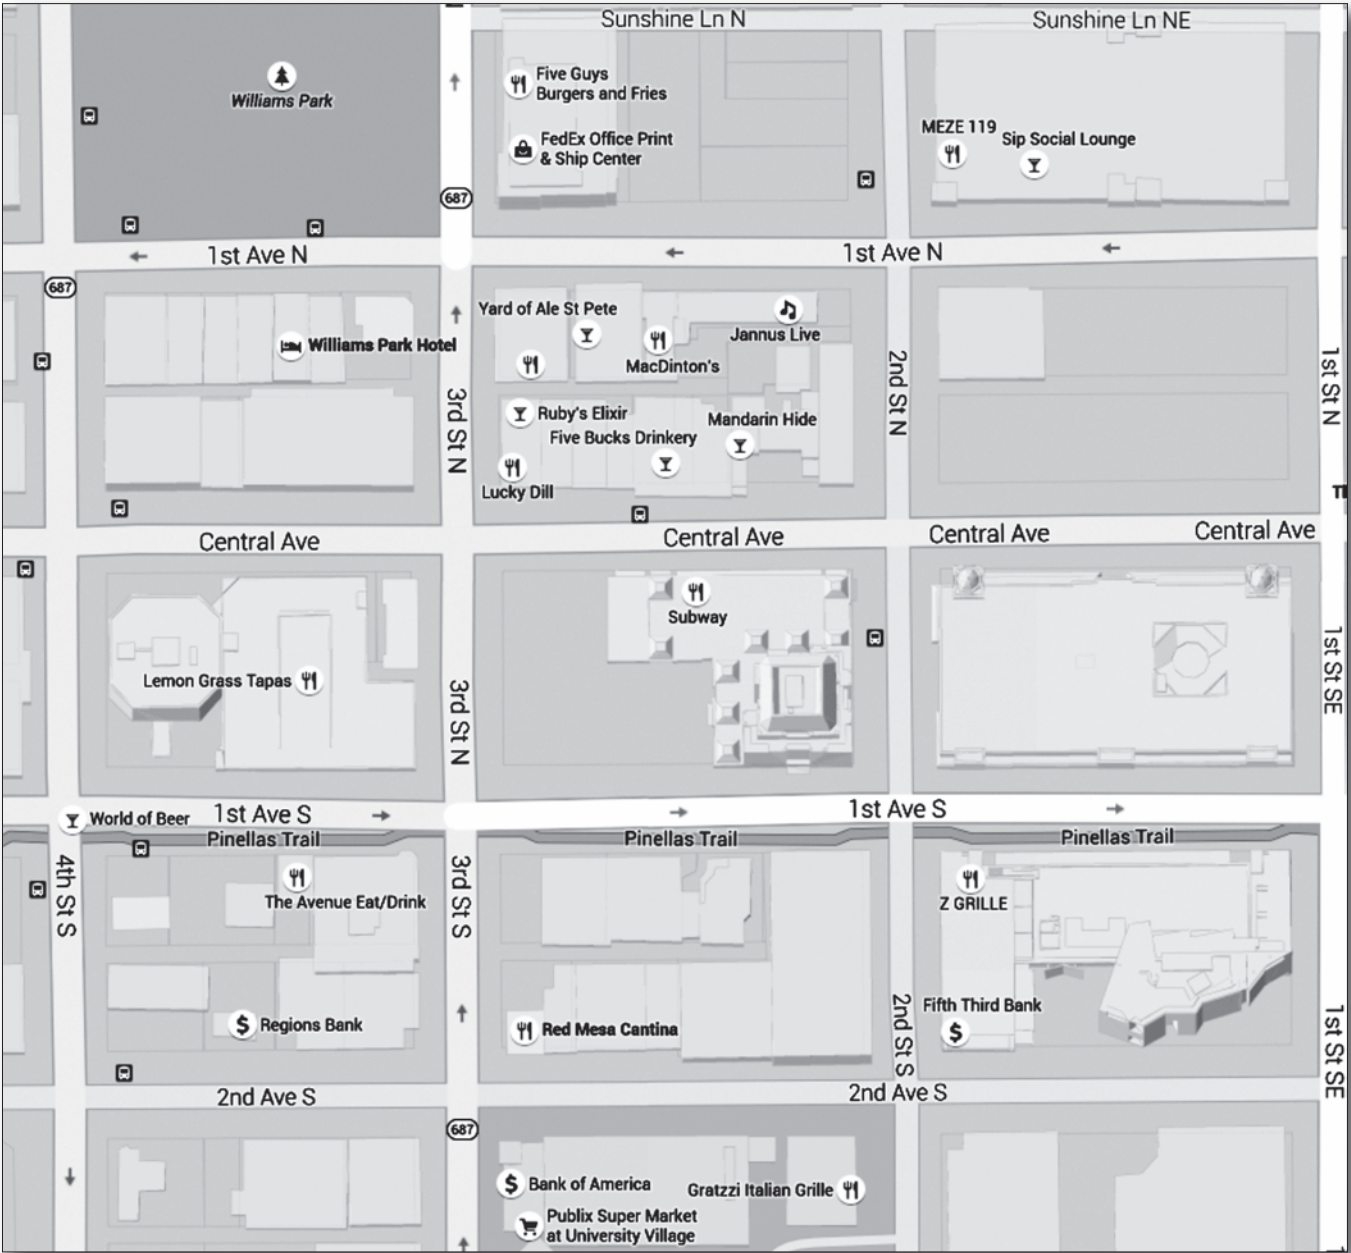 Sunshine Ln N
Sunshine Ln NE
Williams Park
Five Guys
Burgers and Fries
FedEx Office Print
& Ship Center
MEZE 119
Sip Social Lounge
687
1st Ave N
1st Ave N
687
Yard of Ale St Pete
Jannus Live
Williams Park Hotel
MacDinton's
3rd St N
2nd St N
1st St N
Ruby's Elixir
Mandarin Hide
Five Bucks Drinkery
Lucky Dill
Central Ave
Central Ave
Central Ave
Central Ave
Subway
Lemon Grass Tapas
3rd St N
1st St SE
World of Beer
1st Ave S
1st Ave S
Pinellas Trail
Pinellas Trail
Pinellas Trail
4th St S
3rd St S
The Avenue Eat/Drink
Z GRILLE
Regions Bank
Red Mesa Cantina
2nd St S
Fifth Third Bank
1st St SE
2nd Ave S
2nd Ave S
687
$ Bank of America
Gratzzi Italian Grille
Publix Super Market
at University Village